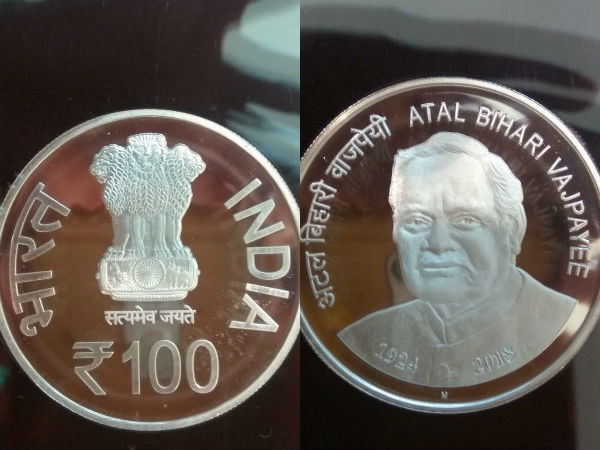 भारत
INDIA
सत्यमेव जयते
₹ 100
अटल बिहारी वाजपेयी
ATAL BIHARI VAJPAYEE
1924
2018
M